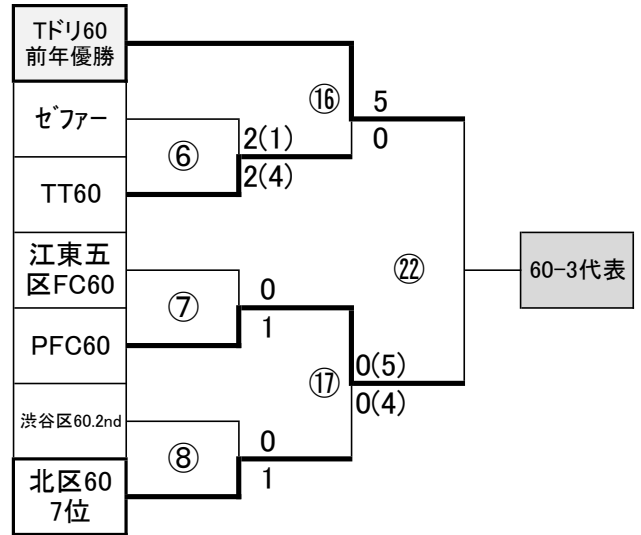 Tドリ60
前年優勝
ゼファー
TT60
江東五
区FC60
PFC60
渋谷区60.2nd
北区60
7位
⑥
2(1)
2(4)
⑦
0
1
⑧
0
1
⑯
5
0
⑰
0(5)
0(4)
㉒
60-3代表